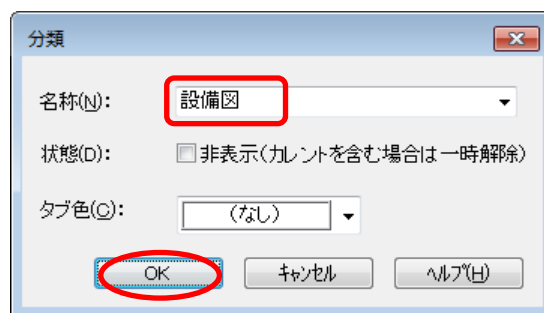 分類
名称(N): 設備図
状態(D): 非表示(カレントを含む場合は一時解除)
タブ色(C): (なし)
OK キャンセル ヘルプ(H)